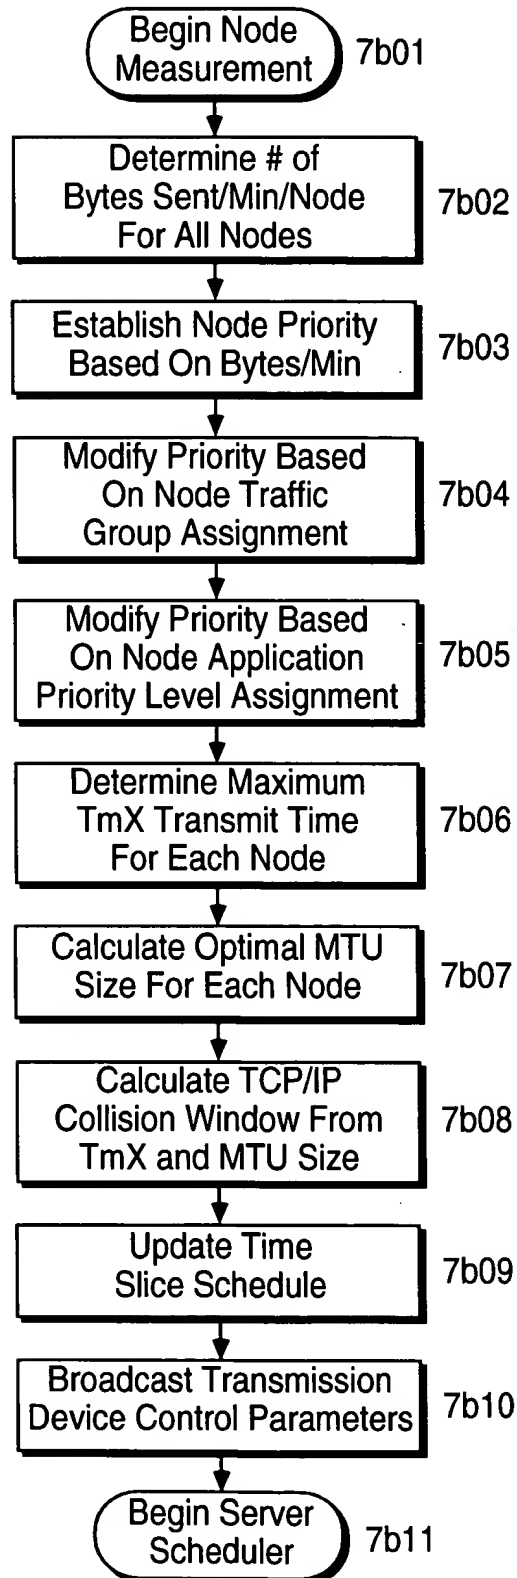 Begin Node
Measurement
7b01
Determine # of
Bytes Sent/Min/Node
For All Nodes
7b02
Establish Node Priority
Based On Bytes/Min
7b03
Modify Priority Based
On Node Traffic
Group Assignment
7b04
Modify Priority Based
On Node Application
Priority Level Assignment
7b05
Determine Maximum
TmX Transmit Time
For Each Node
7b06
Calculate Optimal MTU
Size For Each Node
7b07
Calculate TCP/IP
Collision Window From
TmX and MTU Size
7b08
Update Time
Slice Schedule
7b09
Broadcast Transmission
Device Control Parameters
7b10
Begin Server
Scheduler
7b11